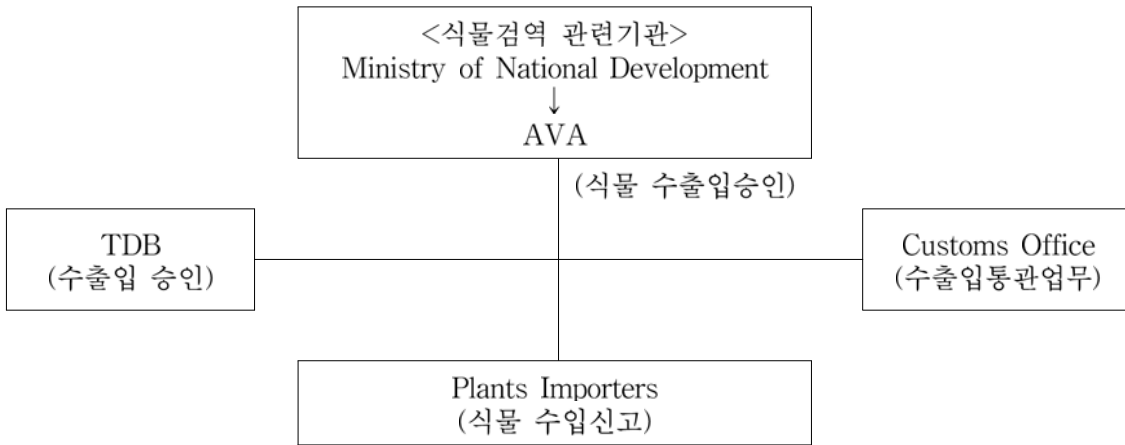 <식물검역 관련기관>
Ministry of National Development
↓
AVA
(식물 수출입승인)
TDB
(수출입 승인)
Customs Office
(수출입통관업무)
Plants Importers
(식물 수입신고)